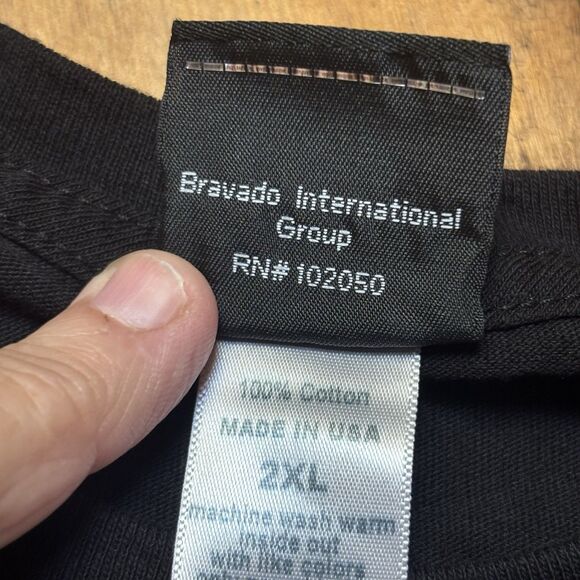 Bravado International
Group
RN# 102050
100% Cotton
MADE IN USA
2XL
machine wash warm
inside out
with like colors